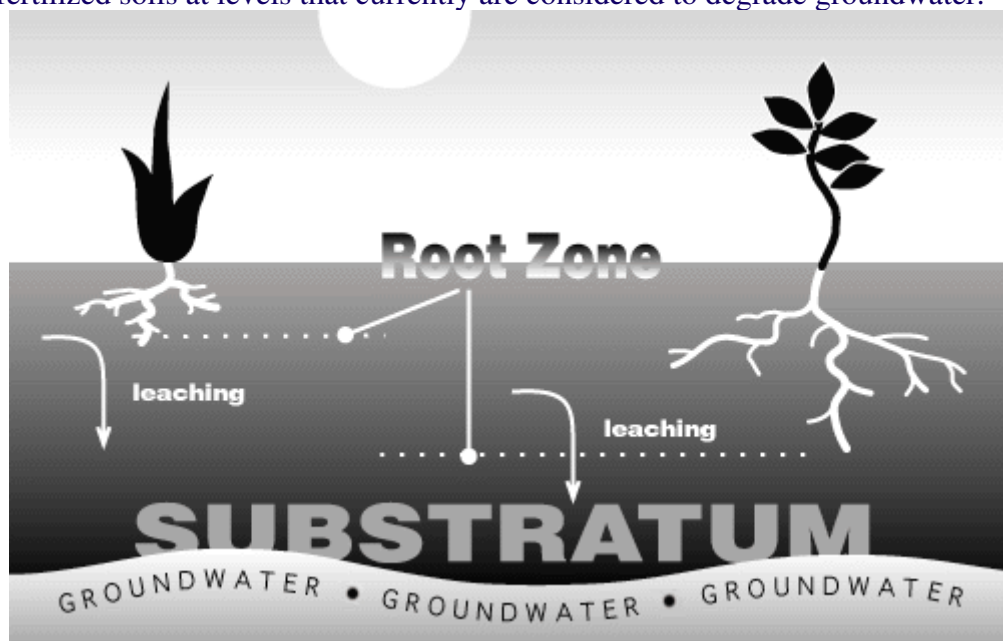 fertilized soils at levels that currently are considered to degrade groundwater.
Root Zone
leaching
leaching
SUBSTRATUM
GROUNDWATER • GROUNDWATER • GROUNDWATER